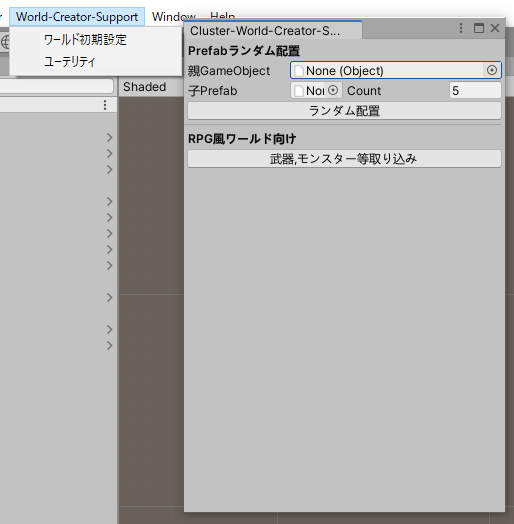 World-Creator-Support Window Help
ワールド初期設定
ユーテリティ
Shaded
Cluster-World-Creator-S...
Prefabランダム配置
親GameObject None (Object)
子Prefab Nor Count 5
ランダム配置
RPG風ワールド向け
武器,モンスター等取り込み